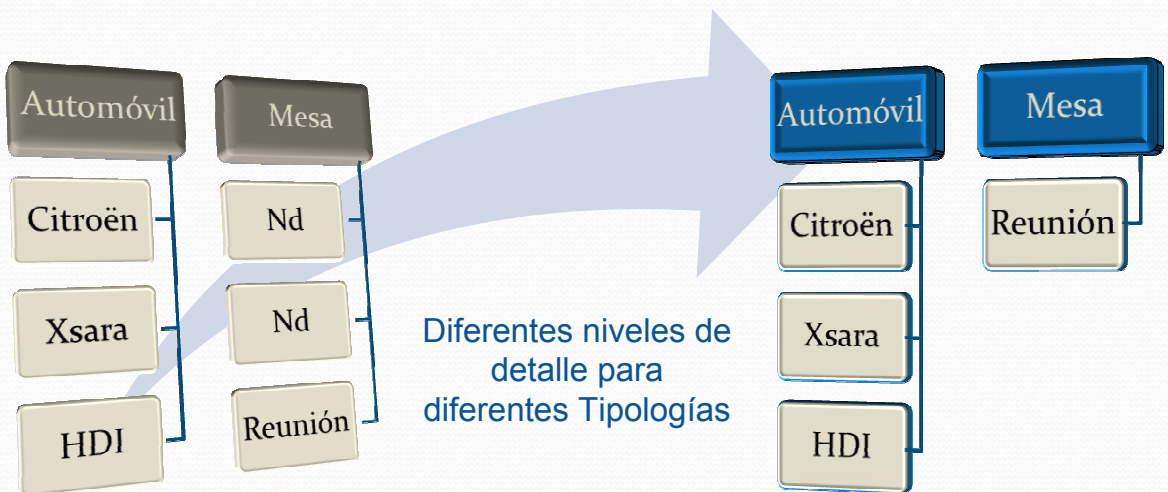 Automóvil
Citroën
Xsara
HDI
Mesa
Nd
Nd
Reunión
Diferentes niveles de
detalle para
diferentes Tipologías
Automóvil
Citroën
Xsara
HDI
Mesa
Reunión